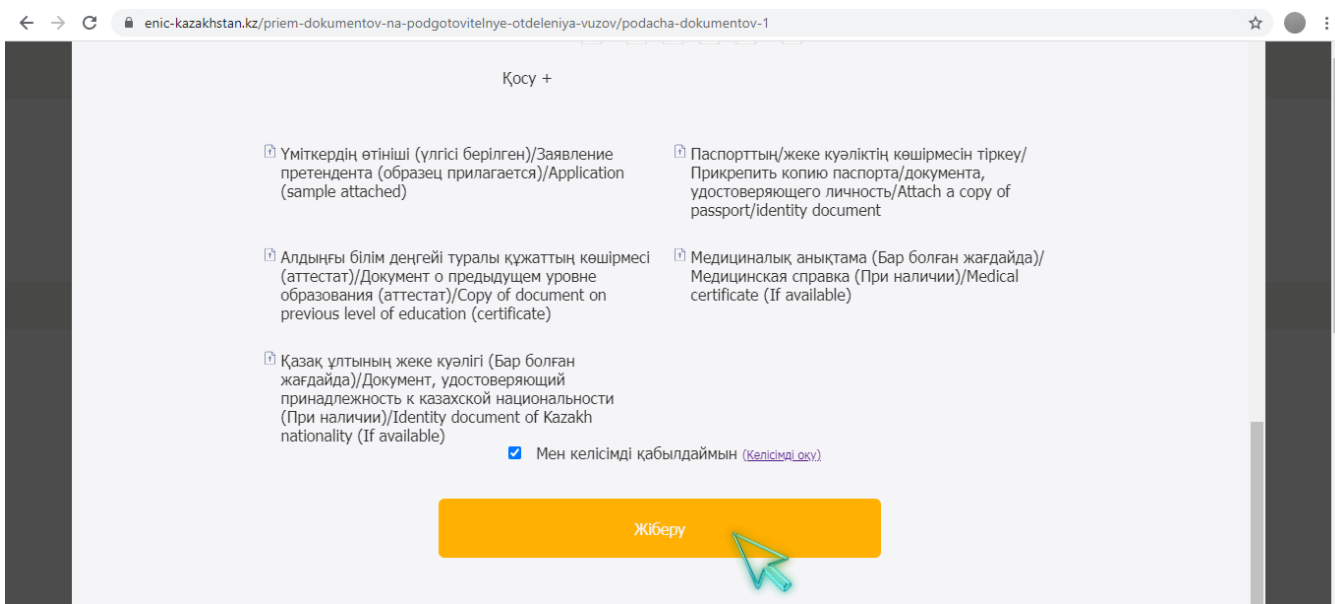 enic-kazakhstan.kz/priem-dokumentov-na-podgotovitelnye-otdeleniya-vuzov/podacha-dokumentov-1
Қосу +
Үміткердің өтініші (үлгісі берілген)/Заявление
претендента (образец прилагается)/Application
(sample attached)
Паспорттың/жеке куәліктің көшірмесін тіркеу/
Прикрепить копию паспорта/документа,
удостоверяющего личность/Attach a copy of
passport/identity document
Алдыңғы білім деңгейі туралы құжаттың көшірмесі
(аттестат)/Документ о предыдущем уровне
образования (аттестат)/Copy of document on
previous level of education (certificate)
Медициналық анықтама (Бар болған жағдайда)/
Медицинская справка (При наличии)/Medical
certificate (If available)
Қазақ ұлтының жеке куәлігі (Бар болған
жағдайда)/Документ, удостоверяющий
принадлежность к казахской национальности
(При наличии)/Identity document of Kazakh
nationality (If available)
Мен келісімді қабылдаймын (Келісімді оқу)
Жіберу